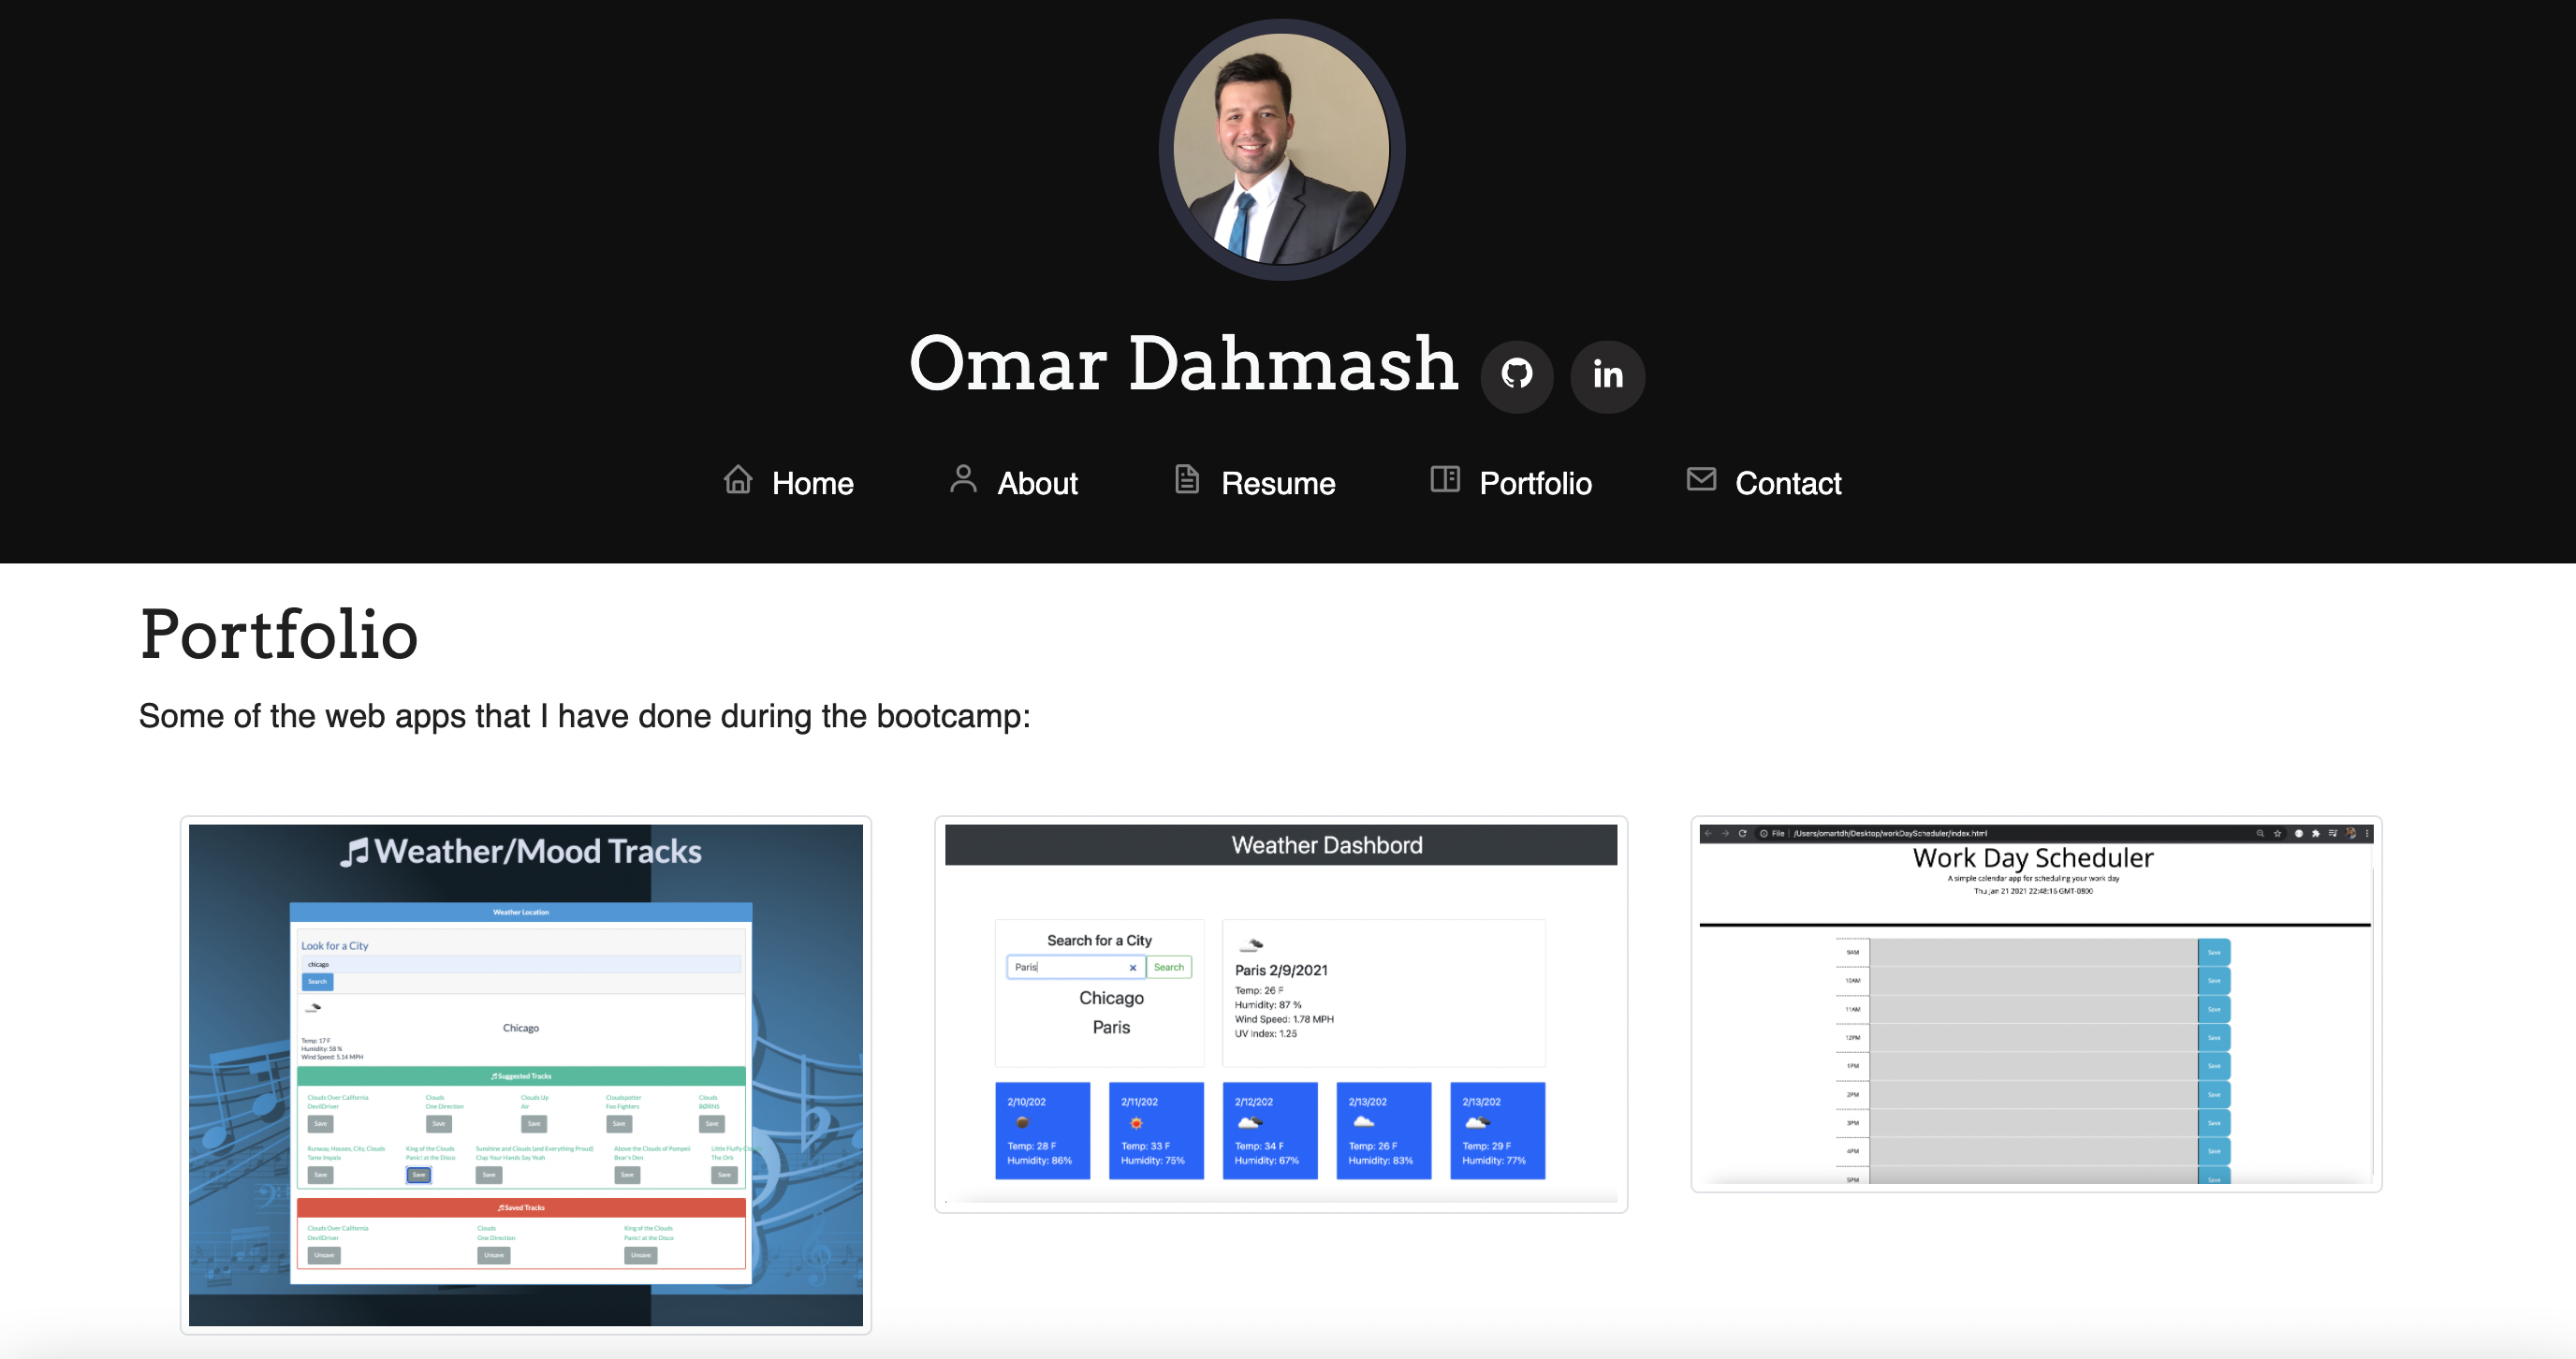 Omar Dahmash
Home About Resume Portfolio Contact
Portfolio
Some of the web apps that I have done during the bootcamp:
Weather/Mood Tracks
Weather Location
Look for a City
chicago
Search
Chicago
Temp: 17 F
Humidity: 58 %
Wind Speed: 5.14 MPH
Suggested Tracks
Clouds Over California Clouds Clouds Up Cloudspotter Clouds
DevilDriver One Direction Air Foo Fighters BØRNS
Save Save Save Save Save
Runway, Houses, City, Clouds King of the Clouds Sunshine and Clouds (and Everything Proud) Above the Clouds of Pompeii Little Fluffy
Tame Impala Panic! at the Disco Clap Your Hands Say Yeah Bear's Den The Orb
Save Save Save Save Save
Saved Tracks
Clouds Over California Clouds King of the Clouds
DevilDriver One Direction Panic! at the Disco
Unsave Unsave Unsave
Weather Dashbord
Search for a City
Paris
Search
Chicago
Paris
Paris 2/9/2021
Temp: 26 F
Humidity: 87 %
Wind Speed: 1.78 MPH
UV Index: 1.25
2/10/202 2/11/202 2/12/202 2/13/202 2/13/202
Temp: 28 F Temp: 33 F Temp: 34 F Temp: 26 F Temp: 29 F
Humidity: 86% Humidity: 75% Humidity: 67% Humidity: 83% Humidity: 77%
File /Users/omartdh/Desktop/workDayScheduler/index.html
Work Day Scheduler
A simple calendar app for scheduling your work day
Thu Jan 21 2021 22:48:16 GMT-0800
9AM Save
10AM Save
11AM Save
12PM Save
1PM Save
2PM Save
3PM Save
4PM Save
5PM Save